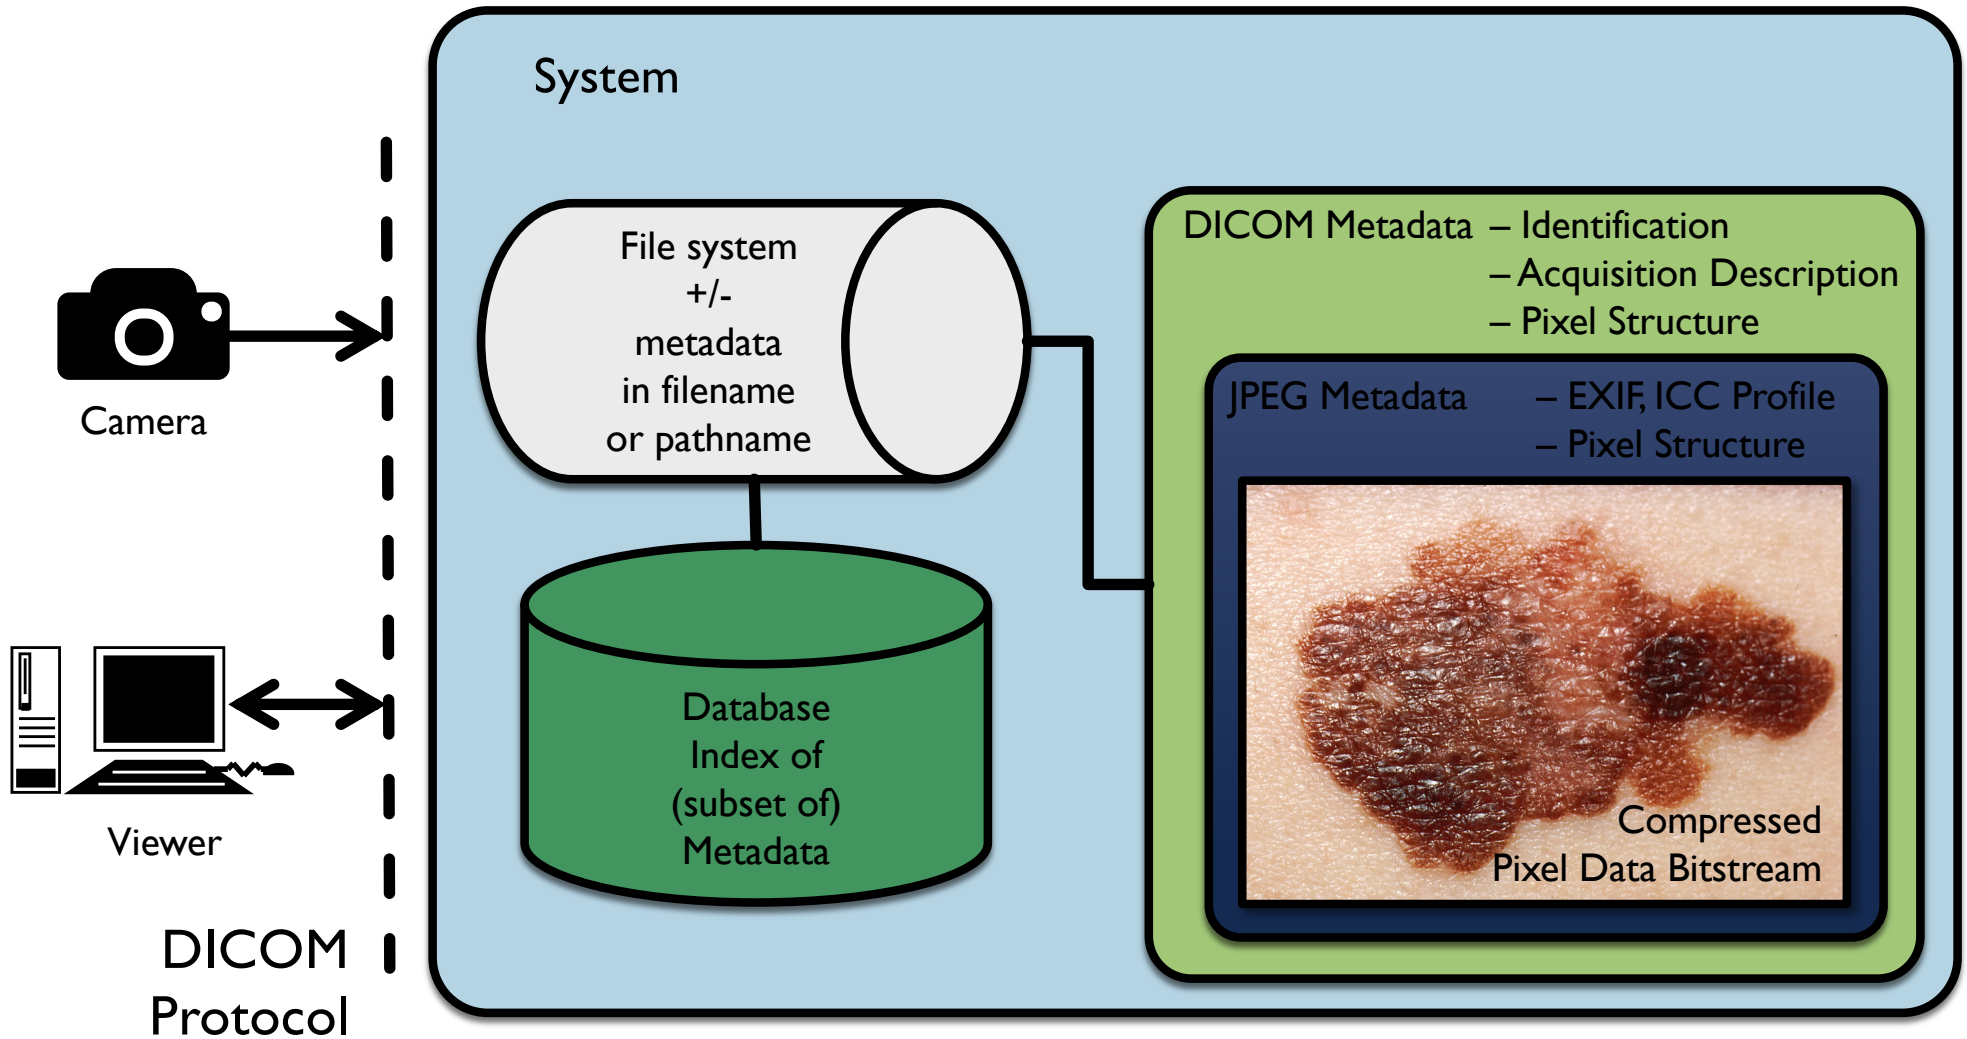 System
File system
+/-
metadata
in filename
or pathname
DICOM Metadata – Identification
– Acquisition Description
– Pixel Structure
JPEG Metadata – EXIF, ICC Profile
– Pixel Structure
Camera
Database
Index of
(subset of)
Metadata
Compressed
Pixel Data Bitstream
Viewer
DICOM
Protocol